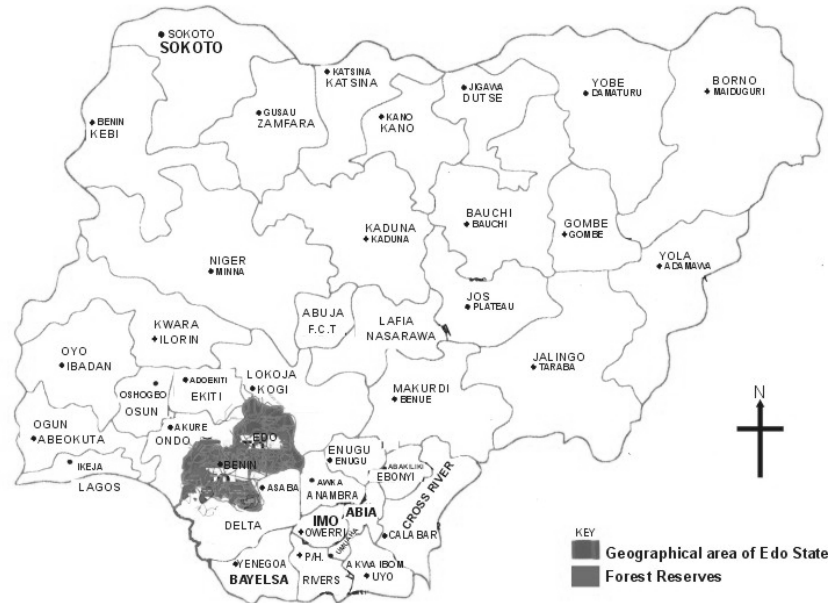 SOKOTO
SOKOTO
KATSINA
KATSINA
JIGAWA
DUTSE
YOBE
DAMATURU
BORNO
MAIDUGURI
BENIN
KEBI
GUSAU
ZAMFARA
KANO
KANO
KADUNA
KADUNA
BAUCHI
BAUCHI
GOMBE
GOMBE
YOLA
ADAMAWA
NIGER
MINNA
ABUJA
F.C.T
LAFIA
NASARAWA
JOS
PLATEAU
KWARA
ILORIN
OYO
IBADAN
JALINGO
TARABA
LOKOJA
KOGI
MAKURDI
BENUE
ADOEKITI
EKITI
OSHOGBO
OSUN
OGUN
ABEOKUTA
AKURE
ONDO
EDO
BENIN
IKEJA
LAGOS
ENUGU
ENUGU
ABAKILIKI
EBONYI
CROSS RIVER
ASABA
AWKA
ANAMBRA
DELTA
IMO
OWERRI
ABIA
UMUAHIA
CALABAR
YENEGOA
BAYELSA
P/H.
RIVERS
AKWA IBOM
UYO
N
KEY
Geographical area of Edo State
Forest Reserves